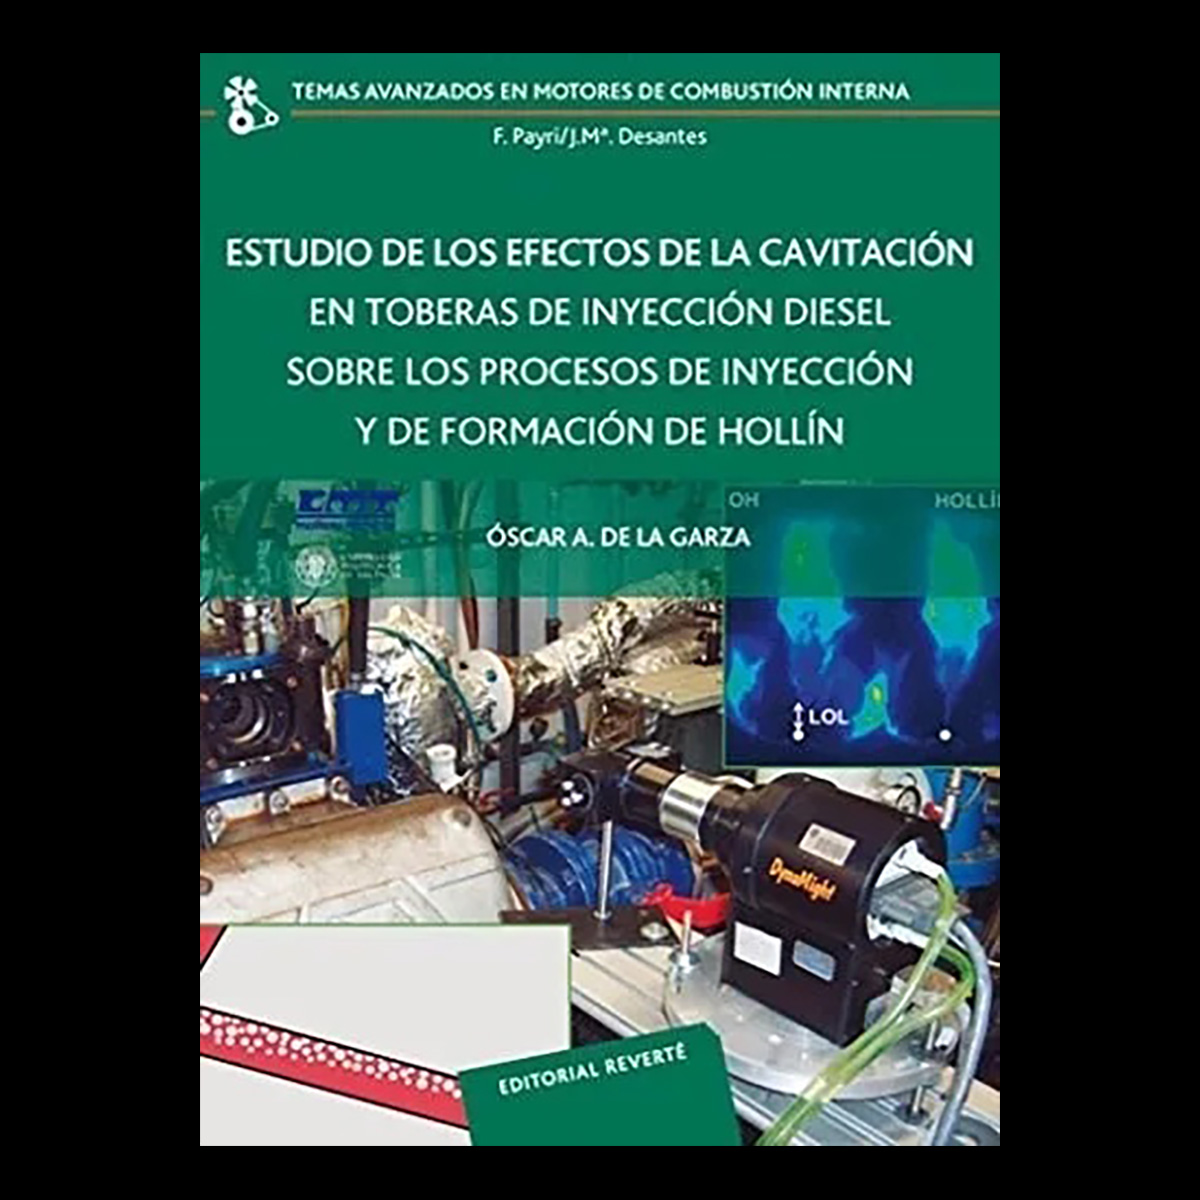 TEMAS AVANZADOS EN MOTORES DE COMBUSTIÓN INTERNA
F. Payri/J.Mª. Desantes
ESTUDIO DE LOS EFECTOS DE LA CAVITACIÓN
EN TOBERAS DE INYECCIÓN DIESEL
SOBRE LOS PROCESOS DE INYECCIÓN
Y DE FORMACIÓN DE HOLLÍN
CMT
OH
HOLLÍ
ÓSCAR A. DE LA GARZA
LOL
DynaMight
EDITORIAL REVERTÉ